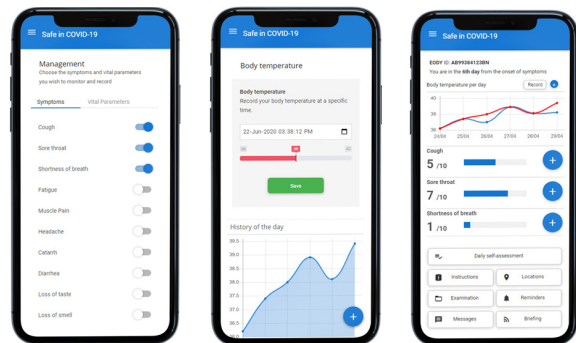 Safe in COVID-19
Management
Choose the symptoms and vital parameters
you wish to monitor and record
Symptoms
Vital Parameters
Cough
Sore throat
Shortness of breath
Fatigue
Muscle Pain
Headache
Catarrh
Diarrhea
Loss of taste
Loss of smell
Safe in COVID-19
Body temperature
Body temperature
Record your body temperature at a specific
time.
22-Jun-2020 03:38:12 PM
Save
History of the day
39.0
39.0
38.5
38.0
37.5
37.0
36.5
36.0
Safe in COVID-19
EODY ID: AB99384123BN
You are in the 6th day from the onset of symptoms
Body temperature per day
Record
43
38
36
24/04 25/04 26/04 27/04 28/04 29/04
Cough
5 /10
Sore throat
7 /10
Shortness of breath
1 /10
Daily self-assessment
Instructions
Locations
Examination
Reminders
Messages
Briefing